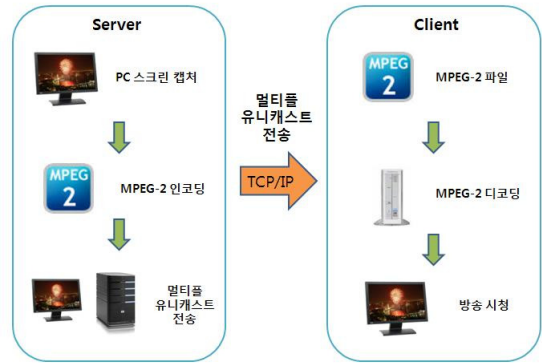 Server
PC 스크린 캡처
MPEG
2
MPEG-2 인코딩
멀티플
유니캐스트
전송
멀티플
유니캐스트
전송
TCP/IP
Client
MPEG
2
MPEG-2 파일
MPEG-2 디코딩
방송 시청